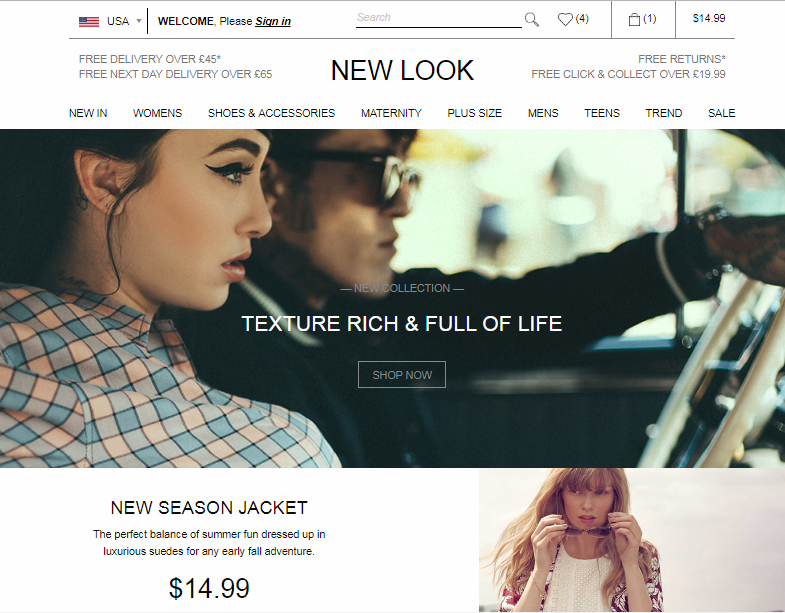 USA
WELCOME, Please Sign in
Search
(4)
(1)
$14.99
FREE DELIVERY OVER £45*
FREE NEXT DAY DELIVERY OVER £65
NEW LOOK
FREE RETURNS*
FREE CLICK & COLLECT OVER £19.99
NEW IN WOMENS SHOES & ACCESSORIES MATERNITY PLUS SIZE MENS TEENS TREND SALE
— NEW COLLECTION —
TEXTURE RICH & FULL OF LIFE
SHOP NOW
NEW SEASON JACKET
The perfect balance of summer fun dressed up in
luxurious suedes for any early fall adventure.
$14.99